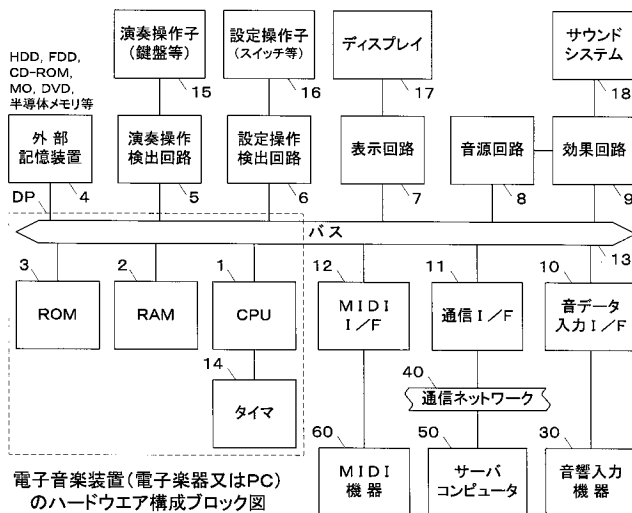 HDD, FDD,
CD-ROM,
MO, DVD,
半導体メモリ等
演奏操作子
(鍵盤等)
15
設定操作子
(スイッチ等)
16
ディスプレイ
17
サウンド
システム
18
外部
記憶装置
4
演奏操作
検出回路
5
設定操作
検出回路
6
表示回路
7
音源回路
8
効果回路
9
DP
バス
13
3
ROM
2
RAM
1
CPU
12
MIDI
I/F
11
通信I/F
10
音データ
入力I/F
14
タイマ
40
通信ネットワーク
60
MIDI
機器
50
サーバ
コンピュータ
30
音響入力
機器
電子音楽装置(電子楽器又はPC)
のハードウエア構成ブロック図